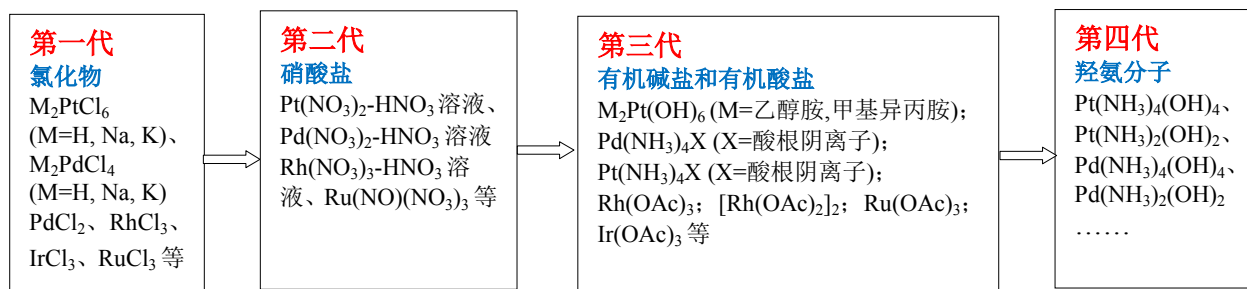 第一代
氯化物
M2PtCl6
(M=H, Na, K)、
M2PdCl4
(M=H, Na, K)
PdCl2、RhCl3、
IrCl3、RuCl3 等
第二代
硝酸盐
Pt(NO3)2-HNO3 溶液、
Pd(NO3)2-HNO3 溶液
Rh(NO3)3-HNO3 溶
液、Ru(NO)(NO3)3 等
第三代
有机碱盐和有机酸盐
M2Pt(OH)6 (M=乙醇胺,甲基异丙胺)；
Pd(NH3)4X (X=酸根阴离子)；
Pt(NH3)4X (X=酸根阴离子)；
Rh(OAc)3；[Rh(OAc)2]2；Ru(OAc)3；
Ir(OAc)3 等
第四代
羟氨分子
Pt(NH3)4(OH)4、
Pt(NH3)2(OH)2、
Pd(NH3)4(OH)4、
Pd(NH3)2(OH)2
……